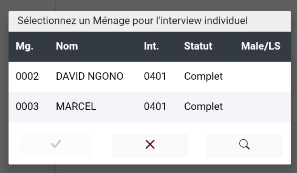 Sélectionnez un Ménage pour l'interview individuel
Mg. Nom Int. Statut Male/LS
0002 DAVID NGONO 0401 Complet
0003 MARCEL 0401 Complet